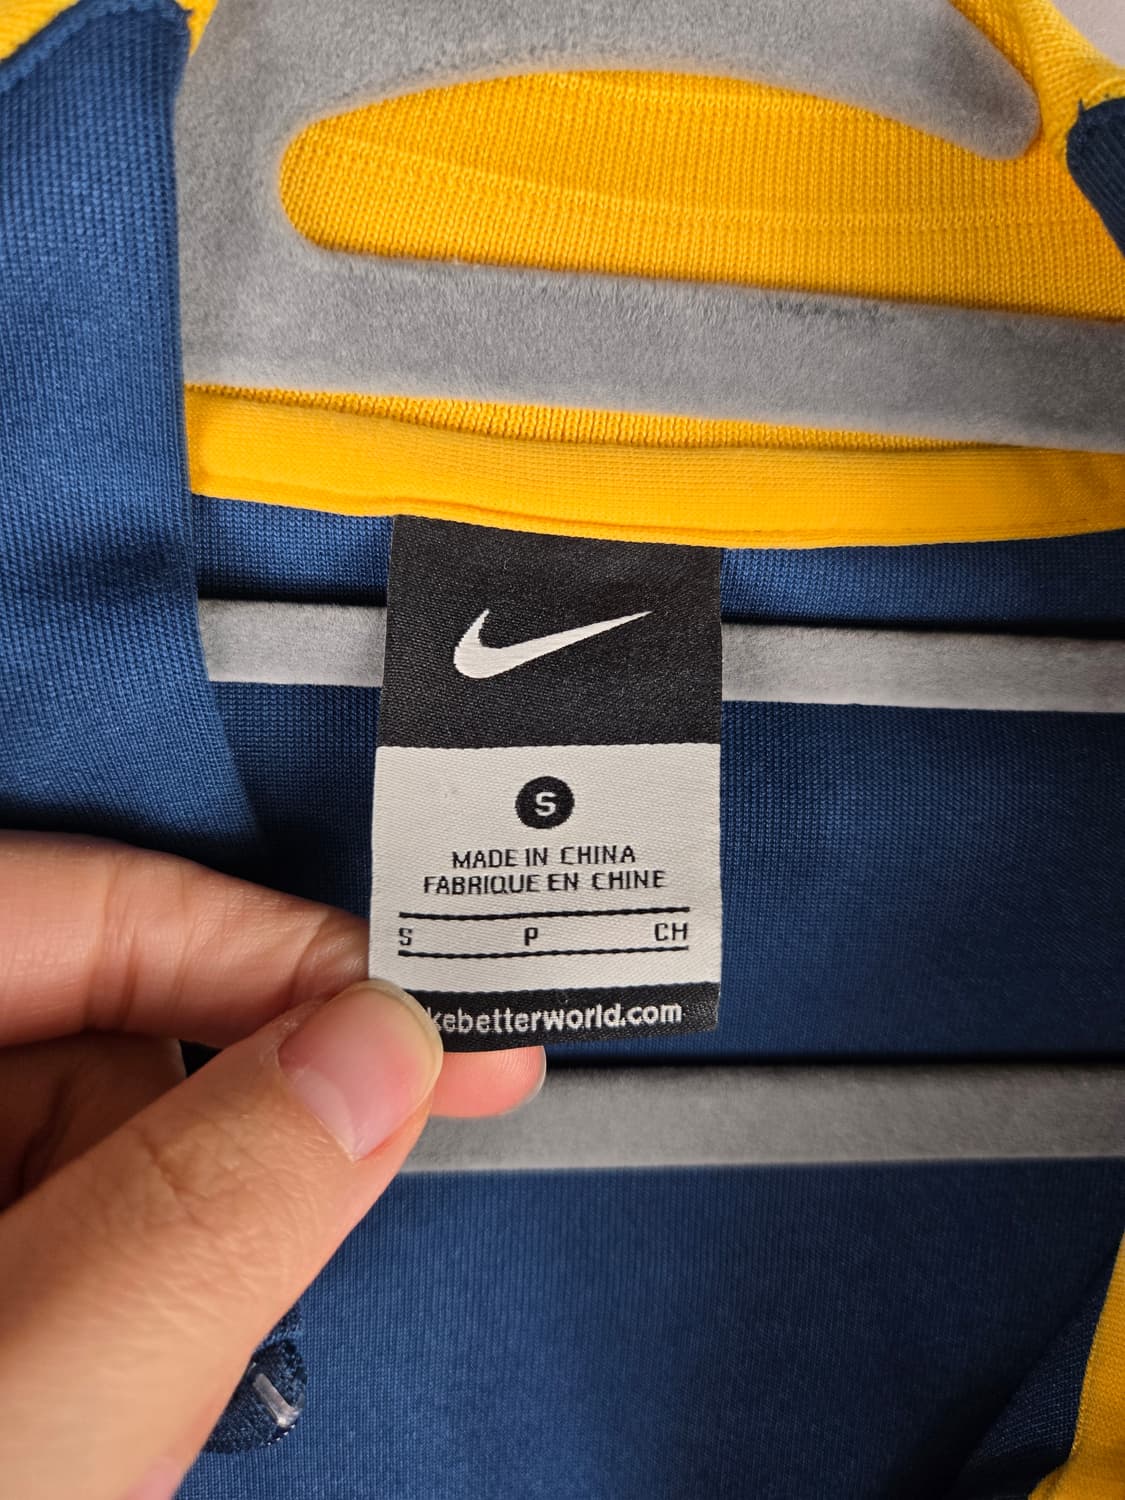 S
MADE IN CHINA
FABRIQUE EN CHINE
S P CH
kebetterworld.com